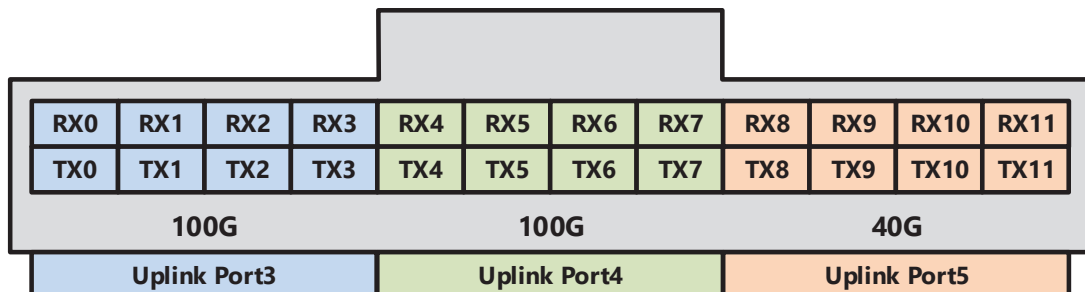 RX0 RX1 RX2 RX3 RX4 RX5 RX6 RX7 RX8 RX9 RX10 RX11
TX0 TX1 TX2 TX3 TX4 TX5 TX6 TX7 TX8 TX9 TX10 TX11
100G 100G 40G
Uplink Port3 Uplink Port4 Uplink Port5